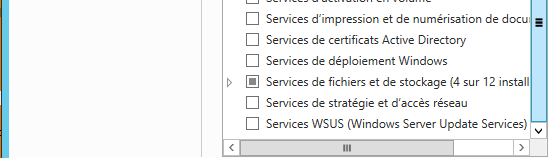 Services d'activation en volume
Services d'impression et de numérisation de docu
Services de certificats Active Directory
Services de déploiement Windows
Services de fichiers et de stockage (4 sur 12 install
Services de stratégie et d'accès réseau
Services WSUS (Windows Server Update Services)